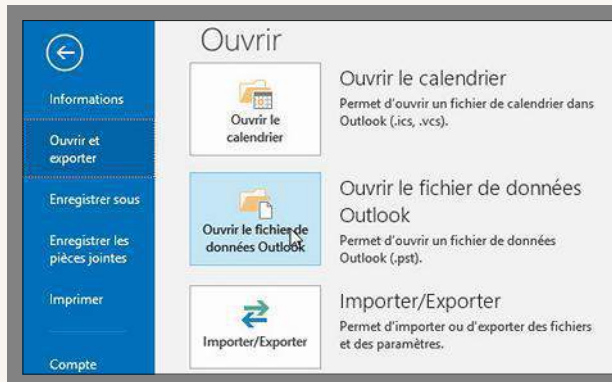 Ouvrir
Informations
Ouvrir et
exporter
Enregistrer sous
Enregistrer les
pièces jointes
Imprimer
Compte
Ouvrir le
calendrier
Ouvrir le calendrier
Permet d'ouvrir un fichier de calendrier dans
Outlook (.ics, .vcs).
Ouvrir le fichier de
données Outlook
Ouvrir le fichier de données
Outlook
Permet d'ouvrir un fichier de données
Outlook (.pst).
Importer/Exporter
Importer/Exporter
Permet d'importer ou d'exporter des fichiers
et des paramètres.